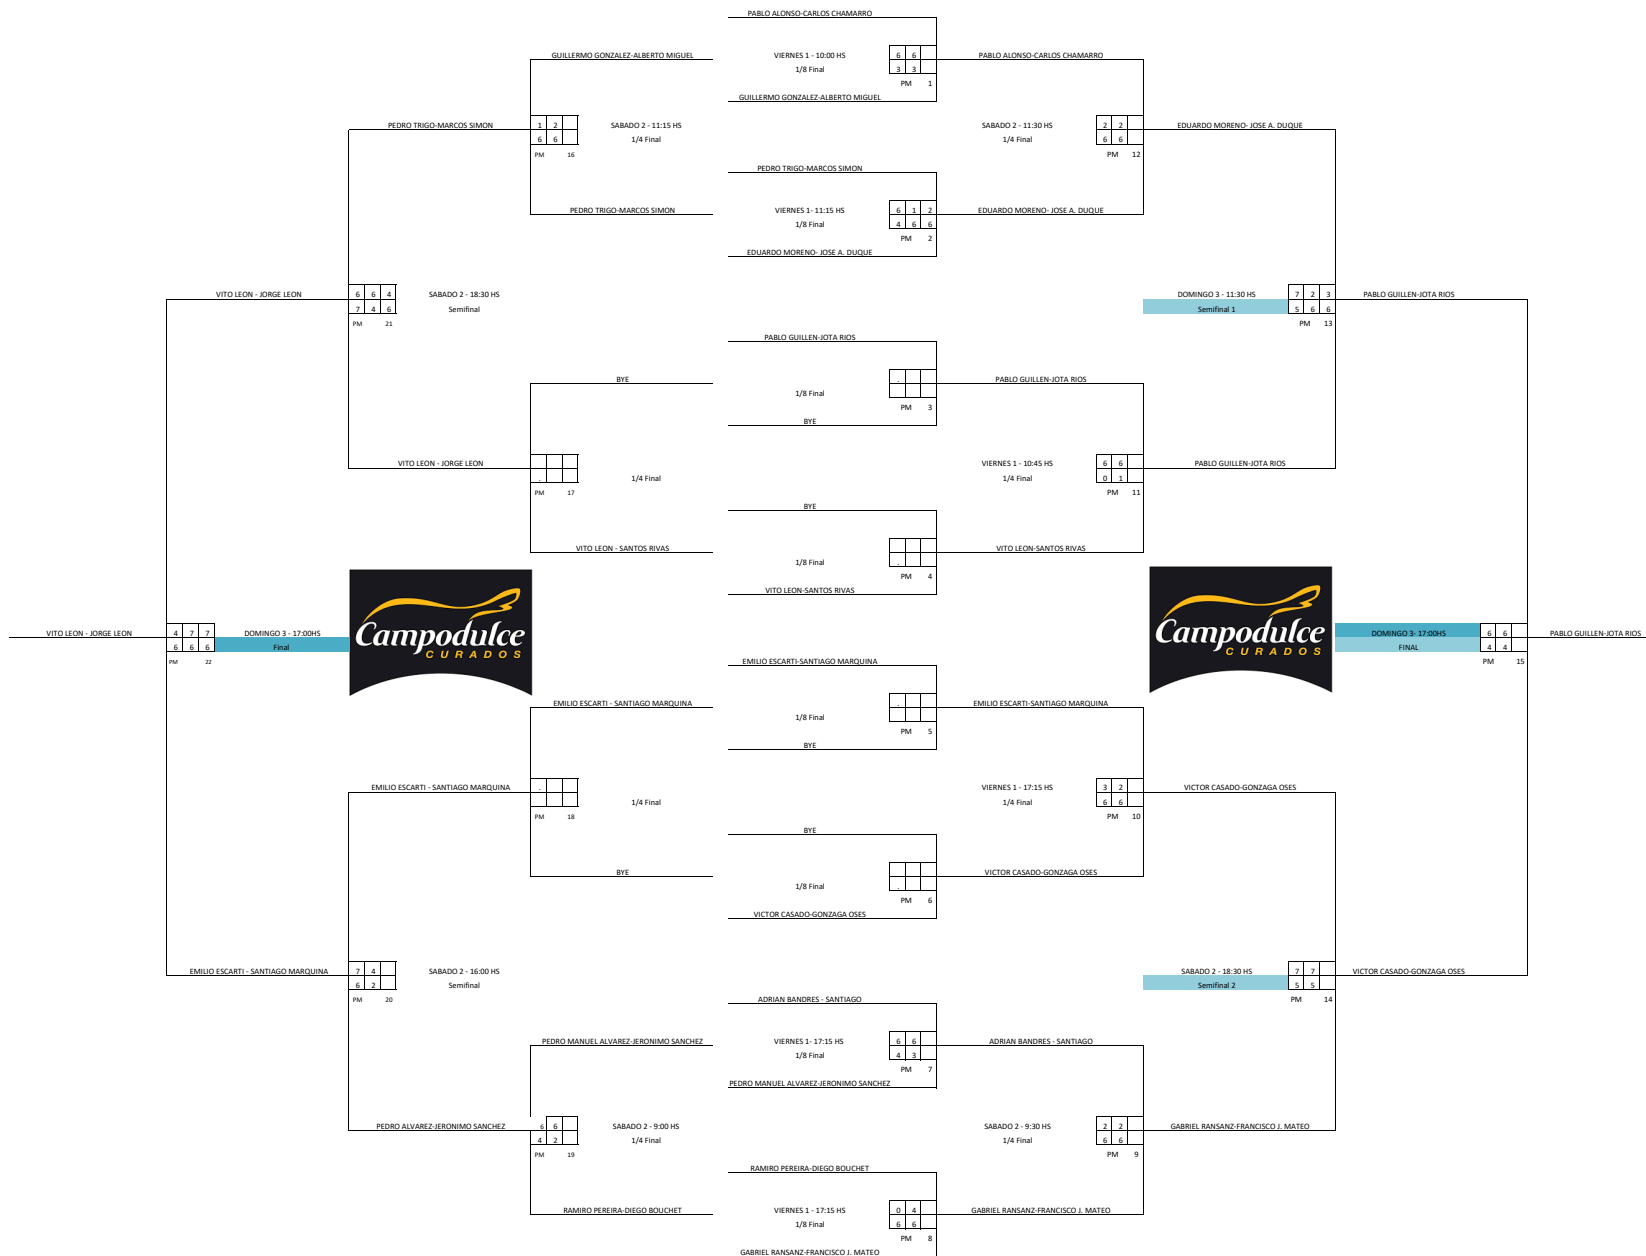 PABLO ALONSO-CARLOS CHAMARRO
GUILLERMO GONZALEZ-ALBERTO MIGUEL VIERNES 1 - 10:00 HS 6 6 PABLO ALONSO-CARLOS CHAMARRO
1/8 Final 3 3
PM 1
GUILLERMO GONZALEZ-ALBERTO MIGUEL
PEDRO TRIGO-MARCOS SIMON 1 2 SABADO 2 - 11:15 HS SABADO 2 - 11:30 HS 2 2 EDUARDO MORENO- JOSE A. DUQUE
6 6 1/4 Final 1/4 Final 6 6
PM 16 PM 12
PEDRO TRIGO-MARCOS SIMON
PEDRO TRIGO-MARCOS SIMON VIERNES 1- 11:15 HS 6 1 2 EDUARDO MORENO- JOSE A. DUQUE
1/8 Final 4 6 6
PM 2
EDUARDO MORENO- JOSE A. DUQUE
VITO LEON - JORGE LEON 6 6 4 SABADO 2 - 18:30 HS DOMINGO 3 - 11:30 HS 7 2 3 PABLO GUILLEN-JOTA RIOS
7 4 6 Semifinal Semifinal 1 5 6 6
PM 21 PM 13
PABLO GUILLEN-JOTA RIOS
BYE . PABLO GUILLEN-JOTA RIOS
1/8 Final
PM 3
BYE
VITO LEON - JORGE LEON VIERNES 1 - 10:45 HS 6 6 PABLO GUILLEN-JOTA RIOS
. 1/4 Final 1/4 Final 0 1
PM 17 PM 11
BYE
VITO LEON - SANTOS RIVAS VITO LEON-SANTOS RIVAS
1/8 Final .
PM 4
VITO LEON-SANTOS RIVAS
Campodulce Campodulce
CURADOS CURADOS
VITO LEON - JORGE LEON 4 7 7 DOMINGO 3 - 17:00HS DOMINGO 3- 17:00HS 6 6 PABLO GUILLEN-JOTA RIOS
6 6 6 Final FINAL 4 4
PM 22 PM 15
EMILIO ESCARTI-SANTIAGO MARQUINA
EMILIO ESCARTI - SANTIAGO MARQUINA . EMILIO ESCARTI-SANTIAGO MARQUINA
1/8 Final
PM 5
BYE
EMILIO ESCARTI - SANTIAGO MARQUINA . VIERNES 1 - 17:15 HS 3 2 VICTOR CASADO-GONZAGA OSES
1/4 Final 1/4 Final 6 6
PM 18 PM 10
BYE
BYE VICTOR CASADO-GONZAGA OSES
1/8 Final .
PM 6
VICTOR CASADO-GONZAGA OSES
EMILIO ESCARTI - SANTIAGO MARQUINA 7 4 SABADO 2 - 16:00 HS SABADO 2 - 18:30 HS 7 7 VICTOR CASADO-GONZAGA OSES
6 2 Semifinal Semifinal 2 5 5
PM 20 PM 14
ADRIAN BANDRES - SANTIAGO
PEDRO MANUEL ALVAREZ-JERONIMO SANCHEZ VIERNES 1- 17:15 HS 6 6 ADRIAN BANDRES - SANTIAGO
1/8 Final 4 3
PM 7
PEDRO MANUEL ALVAREZ-JERONIMO SANCHEZ
PEDRO ALVAREZ-JERONIMO SANCHEZ 6 6 SABADO 2 - 9:00 HS SABADO 2 - 9:30 HS 2 2 GABRIEL RANSANZ-FRANCISCO J. MATEO
4 2 1/4 Final 1/4 Final 6 6
PM 19 PM 9
RAMIRO PEREIRA-DIEGO BOUCHET
RAMIRO PEREIRA-DIEGO BOUCHET VIERNES 1 - 17:15 HS 0 4 GABRIEL RANSANZ-FRANCISCO J. MATEO
1/8 Final 6 6
PM 8
GABRIEL RANSANZ-FRANCISCO J. MATEO